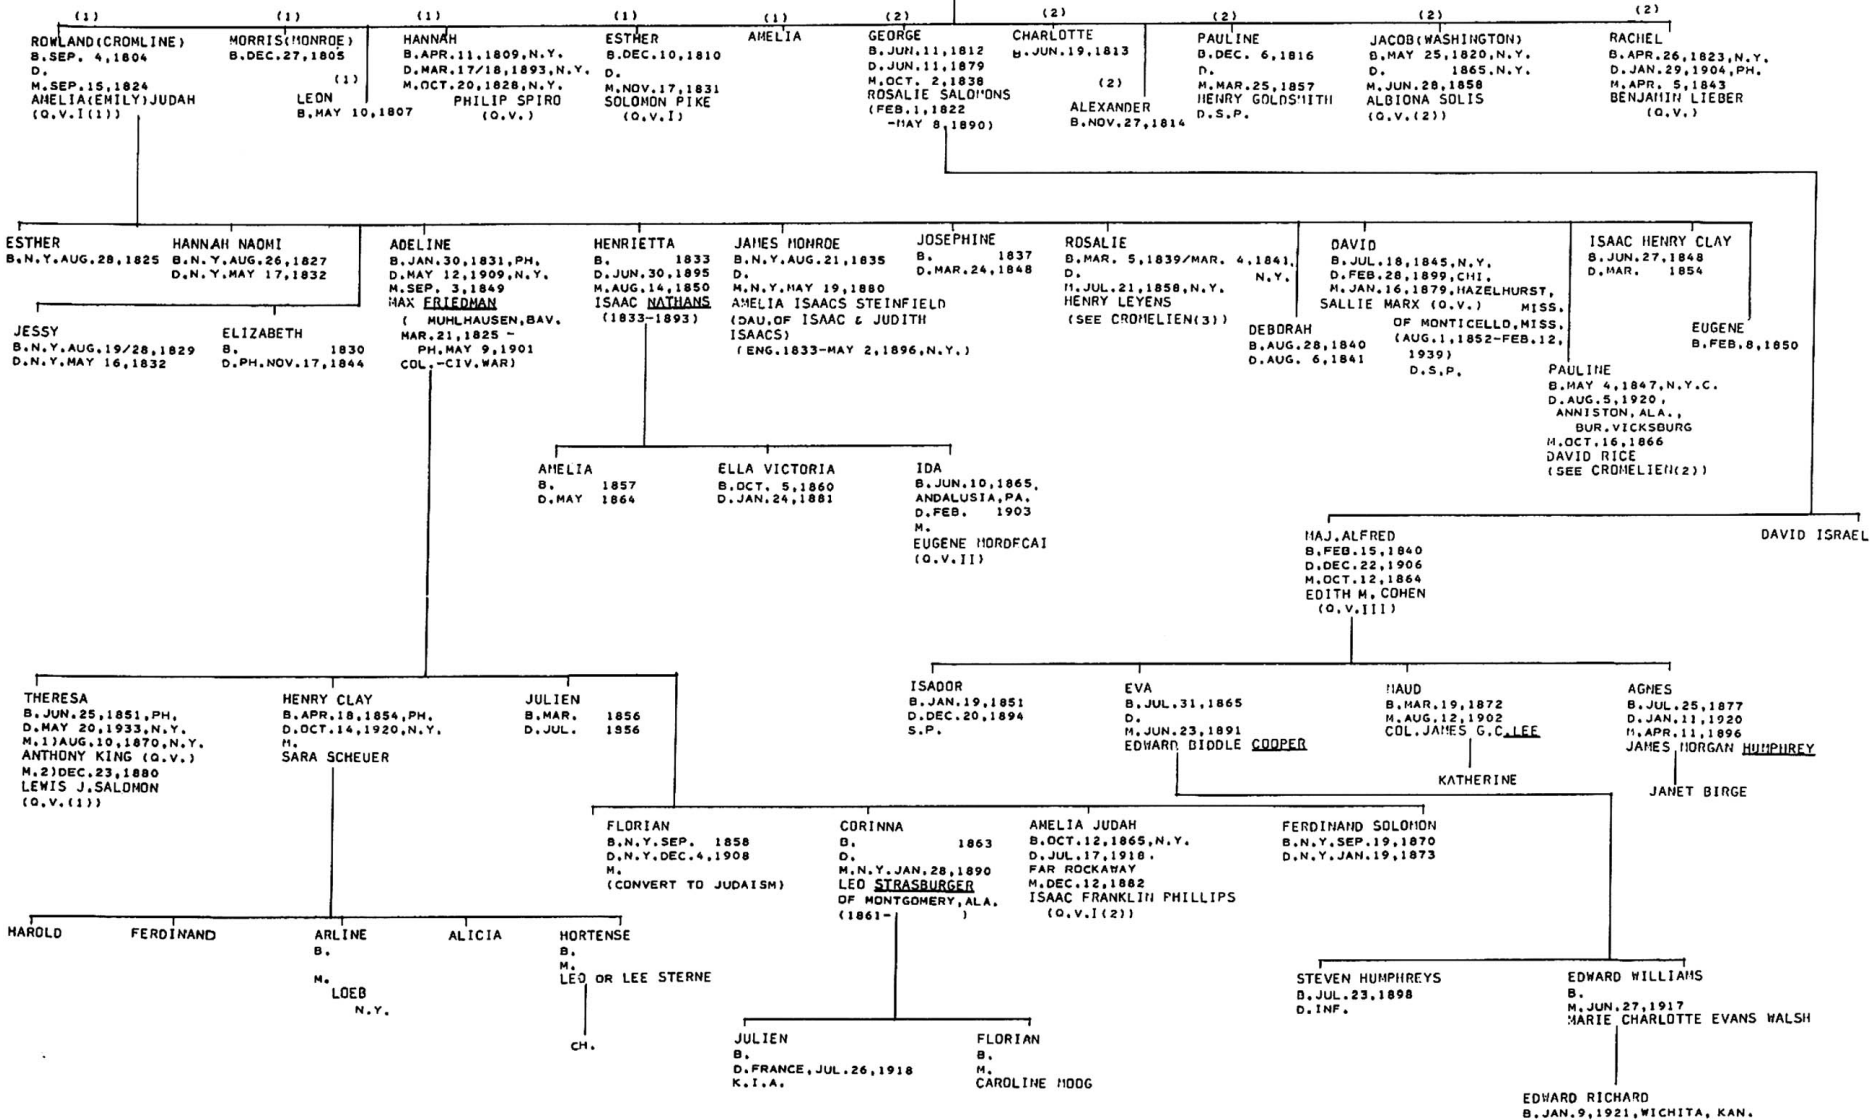 (1)
ROWLAND(CROMLINE)
B.SEP. 4,1804
D.
M.SEP.15,1824
AMELIA(EMILY)JUDAH
(Q.V.I(1))
(1)
MORRIS(MONROE)
B.DEC.27,1805
(1)
LEON
B.MAY 10,1807
(1)
HANNAH
B.APR.11,1809,N.Y.
D.MAR.17/18,1893,N.Y.
M.OCT.20,1828,N.Y.
PHILIP SPIRO
(Q.V.)
(1)
ESTHER
B.DEC.10,1810
D.
M.NOV.17,1831
SOLOMON PIKE
(Q.V.I)
(1)
AMELIA
(2)
GEORGE
B.JUN.11,1812
D.JUN.11,1879
M.OCT. 2,1838
ROSALIE SALOMONS
(FEB.1,1822
-MAY 8,1890)
(2)
CHARLOTTE
B.JUN.19,1813
(2)
ALEXANDER
B.NOV.27,1814
(2)
PAULINE
B.DEC. 6,1816
D.
M.MAR.25,1857
HENRY GOLDSMITH
D.S.P.
(2)
JACOB(WASHINGTON)
B.MAY 25,1820,N.Y.
D. 1865,N.Y.
M.JUN.28,1858
ALBIONA SOLIS
(Q.V.(2))
(2)
RACHEL
B.APR.26,1823,N.Y.
D.JAN.29,1904,PH.
M.APR. 5,1843
BENJAMIN LIEBER
(Q.V.)
ESTHER
B.N.Y.AUG.28,1825
HANNAH NAOMI
B.N.Y.AUG.26,1827
D.N.Y.MAY 17,1832
JESSY
B.N.Y.AUG.19/28,1829
D.N.Y.MAY 16,1832
ELIZABETH
B. 1830
D.PH.NOV.17,1844
ADELINE
B.JAN.30,1831,PH.
D.MAY 12,1909,N.Y.
M.SEP. 3,1849
MAX FRIEDMAN
( MUHLHAUSEN,BAV.
MAR.21,1825 -
PH.MAY 9,1901
COL.-CIV.WAR)
HENRIETTA
B. 1833
D.JUN.30,1895
M.AUG.14,1850
ISAAC NATHANS
(1833-1893)
JAMES MONROE
B.N.Y.AUG.21,1835
D.
M.N.Y.MAY 19,1880
AMELIA ISAACS STEINFIELD
(DAU.OF ISAAC & JUDITH
ISAACS)
(ENG.1833-MAY 2,1896,N.Y.)
JOSEPHINE
B. 1837
D.MAR.24,1848
ROSALIE
B.MAR. 5,1839/MAR. 4,1841,
D. N.Y.
M.JUL.21,1858,N.Y.
HENRY LEYENS
(SEE CROMELIEN(3))
DEBORAH
B.AUG.28,1840
D.AUG. 6,1841
DAVID
B.JUL.18,1845,N.Y.
D.FEB.28,1899,CHI.
M.JAN.16,1879,HAZELHURST,
SALLIE MARX (Q.V.) MISS.
OF MONTICELLO,MISS.
(AUG.1,1852-FEB.12,
1939)
D.S.P.
PAULINE
B.MAY 4,1847,N.Y.C.
D.AUG.5,1920,
ANNISTON,ALA.,
BUR.VICKSBURG
M.OCT.16,1866
DAVID RICE
(SEE CROMELIEN(2))
ISAAC HENRY CLAY
B.JUN.27,1848
D.MAR. 1854
EUGENE
B.FEB.8,1850
AMELIA
B. 1857
D.MAY 1864
ELLA VICTORIA
B.OCT. 5,1860
D.JAN.24,1881
IDA
B.JUN.10,1865,
ANDALUSIA,PA.
D.FEB. 1903
M.
EUGENE MORDECAI
(Q.V.II)
MAJ.ALFRED
B.FEB.15,1840
D.DEC.22,1906
M.OCT.12,1864
EDITH M.COHEN
(Q.V.III)
DAVID ISRAEL
THERESA
B.JUN.25,1851,PH.
D.MAY 20,1933,N.Y.
M.1)AUG.10,1870,N.Y.
ANTHONY KING (Q.V.)
M.2)DEC.23,1880
LEWIS J.SALOMON
(Q.V.(1))
HENRY CLAY
B.APR.18,1854,PH.
D.OCT.14,1920,N.Y.
M.
SARA SCHEUER
JULIEN
B.MAR. 1856
D.JUL. 1856
ISADOR
B.JAN.19,1851
D.DEC.20,1894
S.P.
EVA
B.JUL.31,1865
D.
M.JUN.23,1891
EDWARD BIDDLE COOPER
MAUD
B.MAR.19,1872
M.AUG.12,1902
COL.JAMES G.C.LEE
KATHERINE
AGNES
B.JUL.25,1877
D.JAN.11,1920
M.APR.11,1896
JAMES MORGAN HUMPHREY
JANET BIRGE
FLORIAN
B.N.Y.SEP. 1858
D.N.Y.DEC.4,1908
M.
(CONVERT TO JUDAISM)
CORINNA
B. 1863
D.
M.N.Y.JAN.28,1890
LEO STRASBURGER
OF MONTGOMERY,ALA.
(1861- )
AMELIA JUDAH
B.OCT.12,1865,N.Y.
D.JUL.17,1918.
FAR ROCKAWAY
M.DEC.12,1882
ISAAC FRANKLIN PHILLIPS
(Q.V.I(2))
FERDINAND SOLOMON
B.N.Y.SEP.19,1870
D.N.Y.JAN.19,1873
HAROLD
FERDINAND
ARLINE
B.
M.
LOEB
N.Y.
ALICIA
HORTENSE
B.
M.
LEO OR LEE STERNE
CH.
STEVEN HUMPHREYS
B.JUL.23,1898
D.INF.
EDWARD WILLIAMS
B.
M.JUN.27,1917
MARIE CHARLOTTE EVANS WALSH
JULIEN
B.
D.FRANCE,JUL.26,1918
K.I.A.
FLORIAN
B.
M.
CAROLINE MOOG
EDWARD RICHARD
B.JAN.9,1921,WICHITA, KAN.